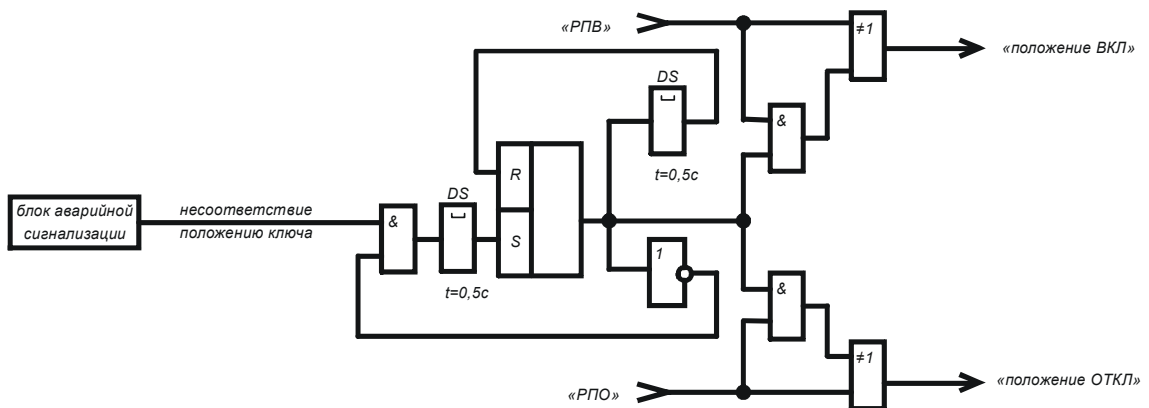 «РПВ»
≠1
«положение ВКЛ»
DS
&
t=0,5с
R
S
блок аварийной
сигнализации
несоответствие
положению ключа
&
DS
t=0,5с
1
&
≠1
«положение ОТКЛ»
«РПО»